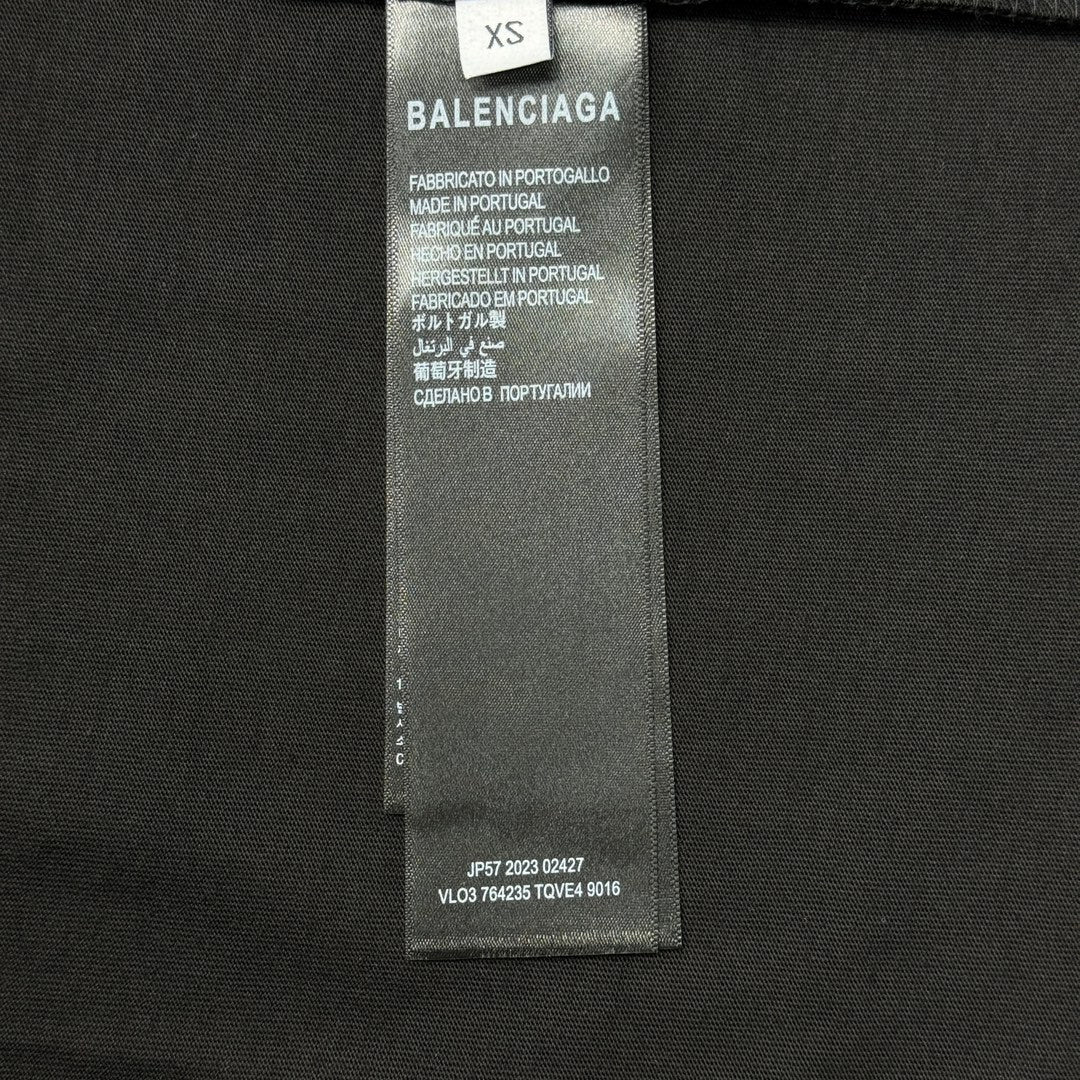 XS
BALENCIAGA
FABBRICATO IN PORTOGALLO
MADE IN PORTUGAL
FABRIQUÉ AU PORTUGAL
HECHO EN PORTUGAL
HERGESTELLT IN PORTUGAL
FABRICADO EM PORTUGAL
ポルトガル製
صنع في البرتغال
葡萄牙制造
СДЕЛАНО В ПОРТУГАЛИИ
JP57 2023 02427
VLO3 764235 TQVE4 9016